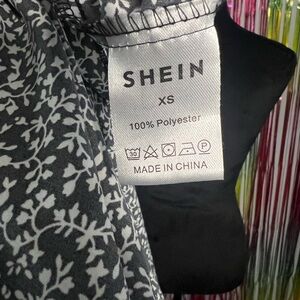 SHEIN
XS
100% Polyester
MADE IN CHINA